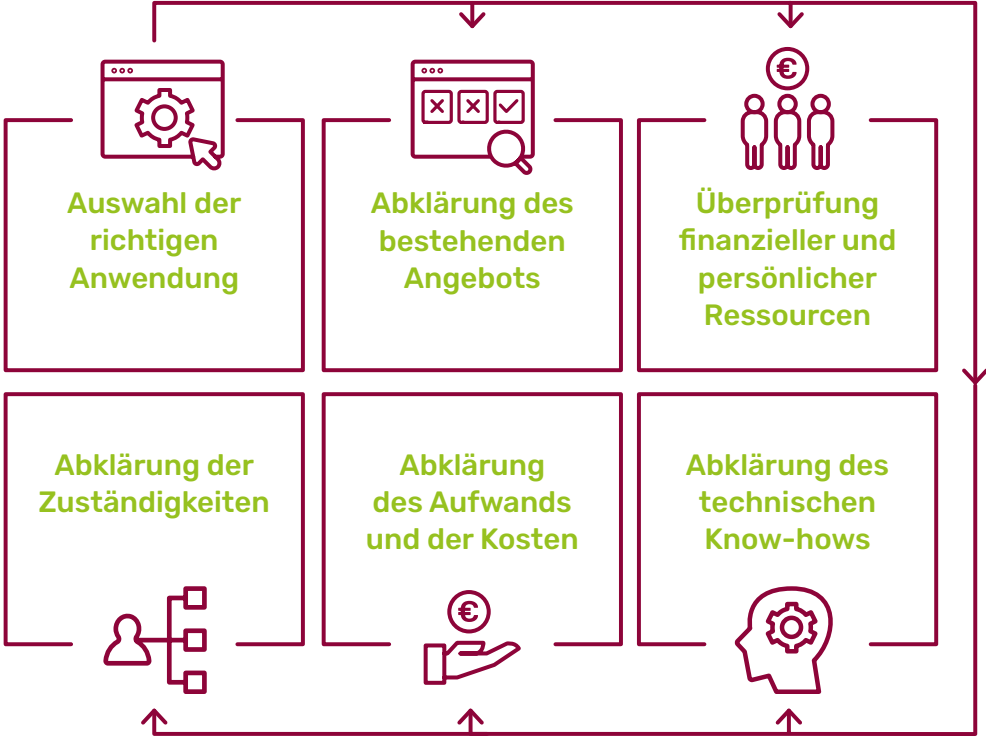 €
Auswahl der
richtigen
Anwendung
Abklärung des
bestehenden
Angebots
Überprüfung
finanzieller und
persönlicher
Ressourcen
Abklärung der
Zuständigkeiten
Abklärung
des Aufwands
und der Kosten
Abklärung des
technischen
Know-hows
€